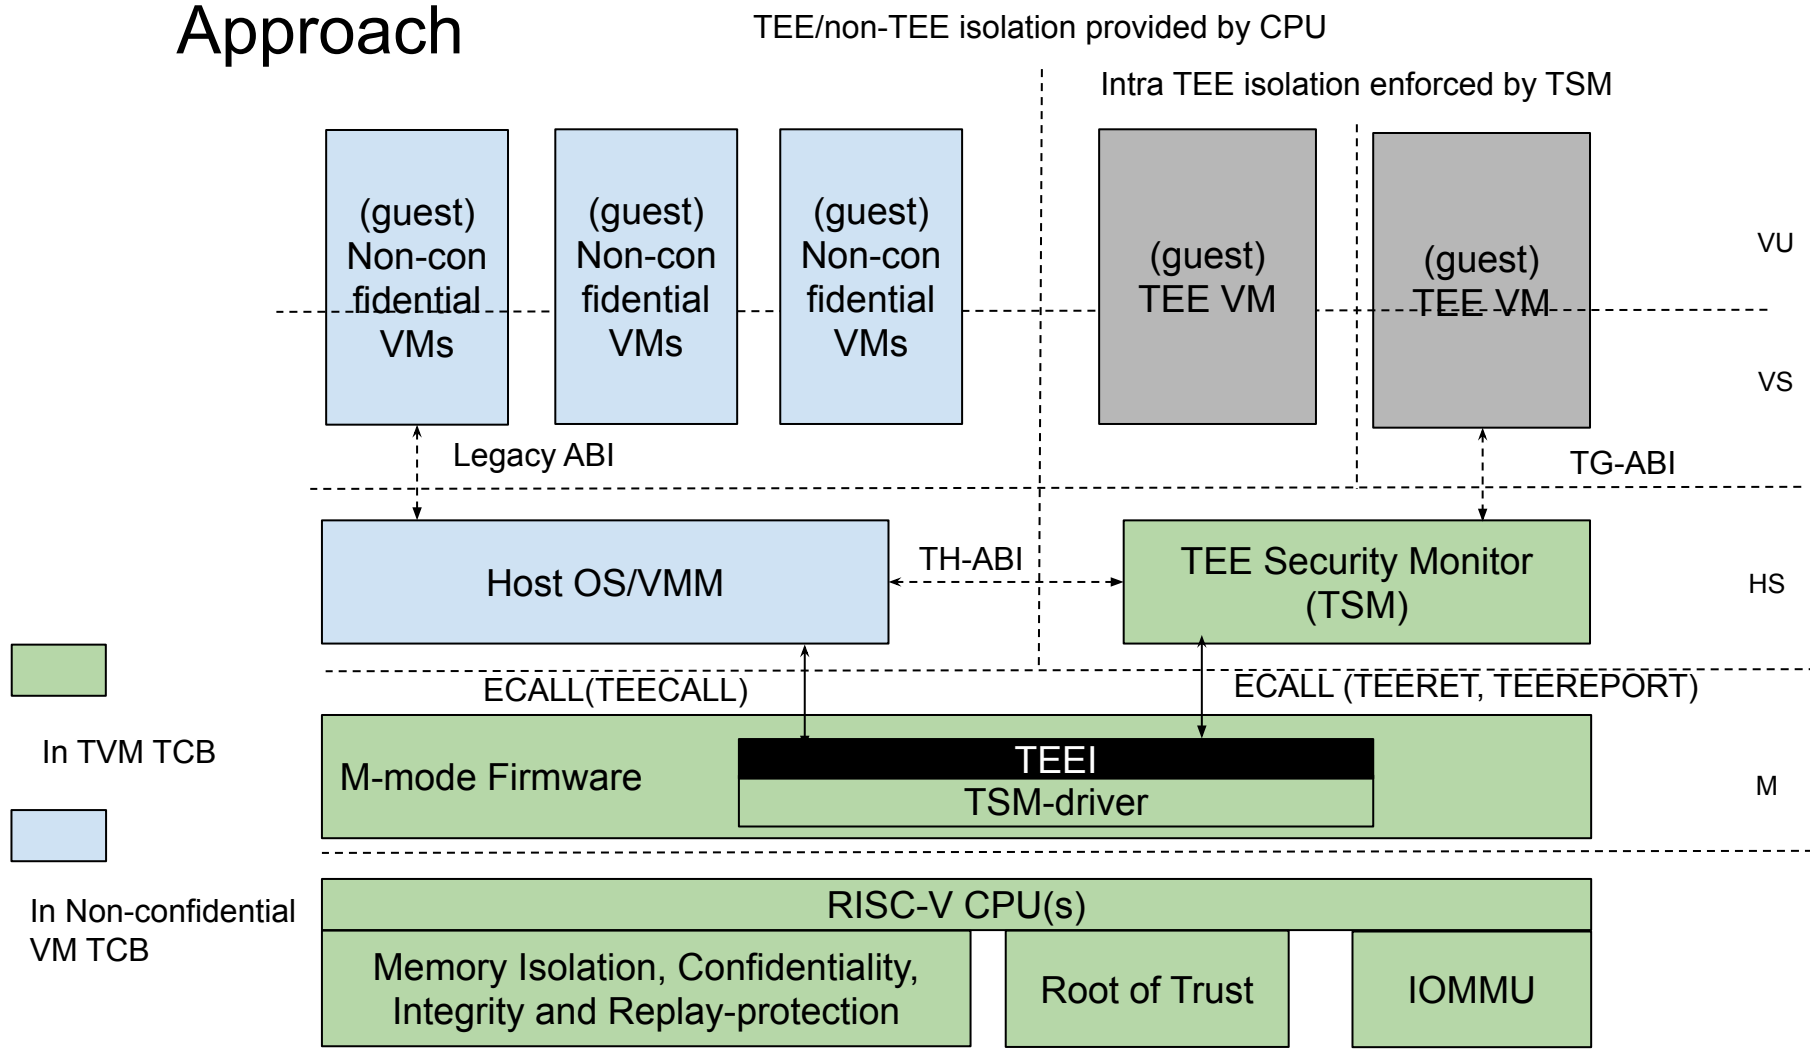 Approach
TEE/non-TEE isolation provided by CPU
Intra TEE isolation enforced by TSM
(guest)
Non-con
fidential
VMs
(guest)
Non-con
fidential
VMs
(guest)
Non-con
fidential
VMs
(guest)
TEE VM
(guest)
TEE VM
VU
VS
Legacy ABI
TG-ABI
Host OS/VMM
TH-ABI
TEE Security Monitor
(TSM)
HS
ECALL(TEECALL)
ECALL (TEERET, TEEREPORT)
In TVM TCB
M-mode Firmware
TEEI
TSM-driver
M
In Non-confidential
VM TCB
RISC-V CPU(s)
Memory Isolation, Confidentiality,
Integrity and Replay-protection
Root of Trust
IOMMU